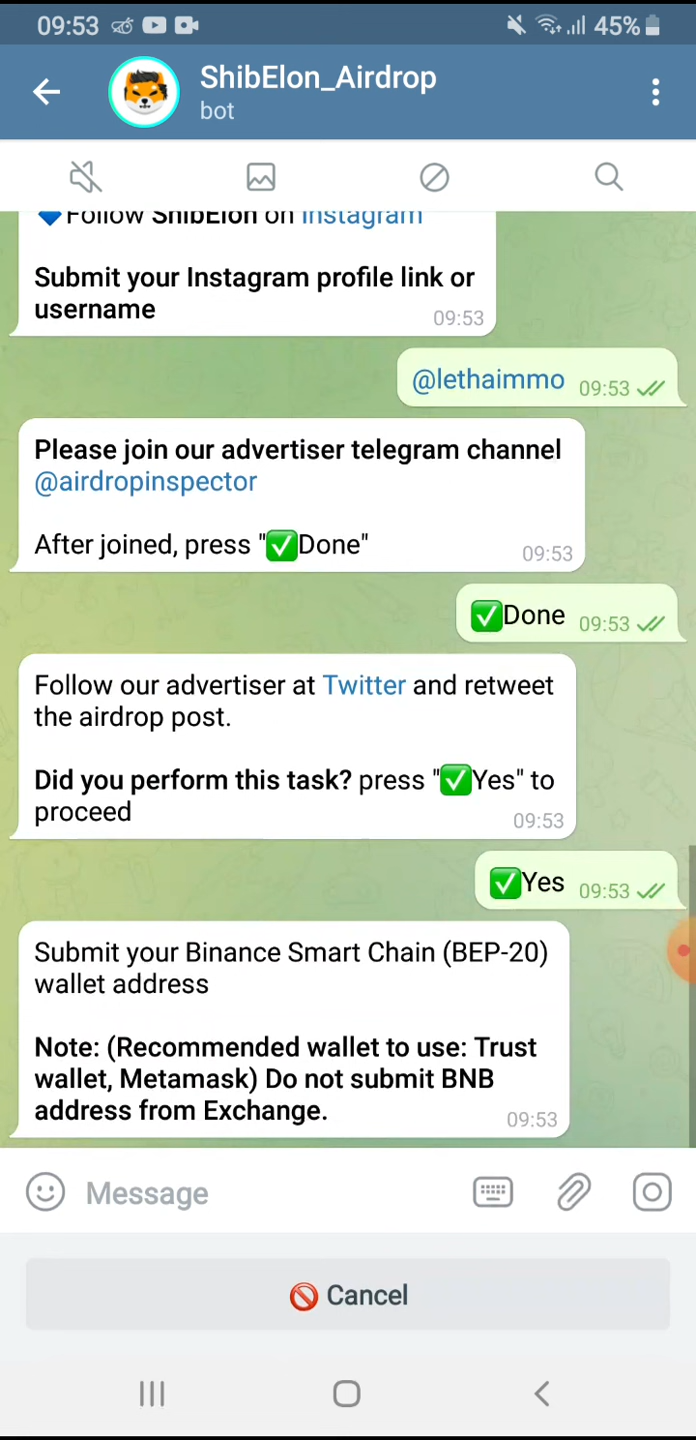 09:53 45%
ShibElon_Airdrop
bot
Follow ShibElon on Instagram
Submit your Instagram profile link or
username
09:53
@lethaimmo 09:53
Please join our advertiser telegram channel
@airdropinspector
After joined, press "✅Done"
09:53
✅Done 09:53
Follow our advertiser at Twitter and retweet
the airdrop post.
Did you perform this task? press "✅Yes" to
proceed
09:53
✅Yes 09:53
Submit your Binance Smart Chain (BEP-20)
wallet address
Note: (Recommended wallet to use: Trust
wallet, Metamask) Do not submit BNB
address from Exchange.
09:53
Message
🚫 Cancel